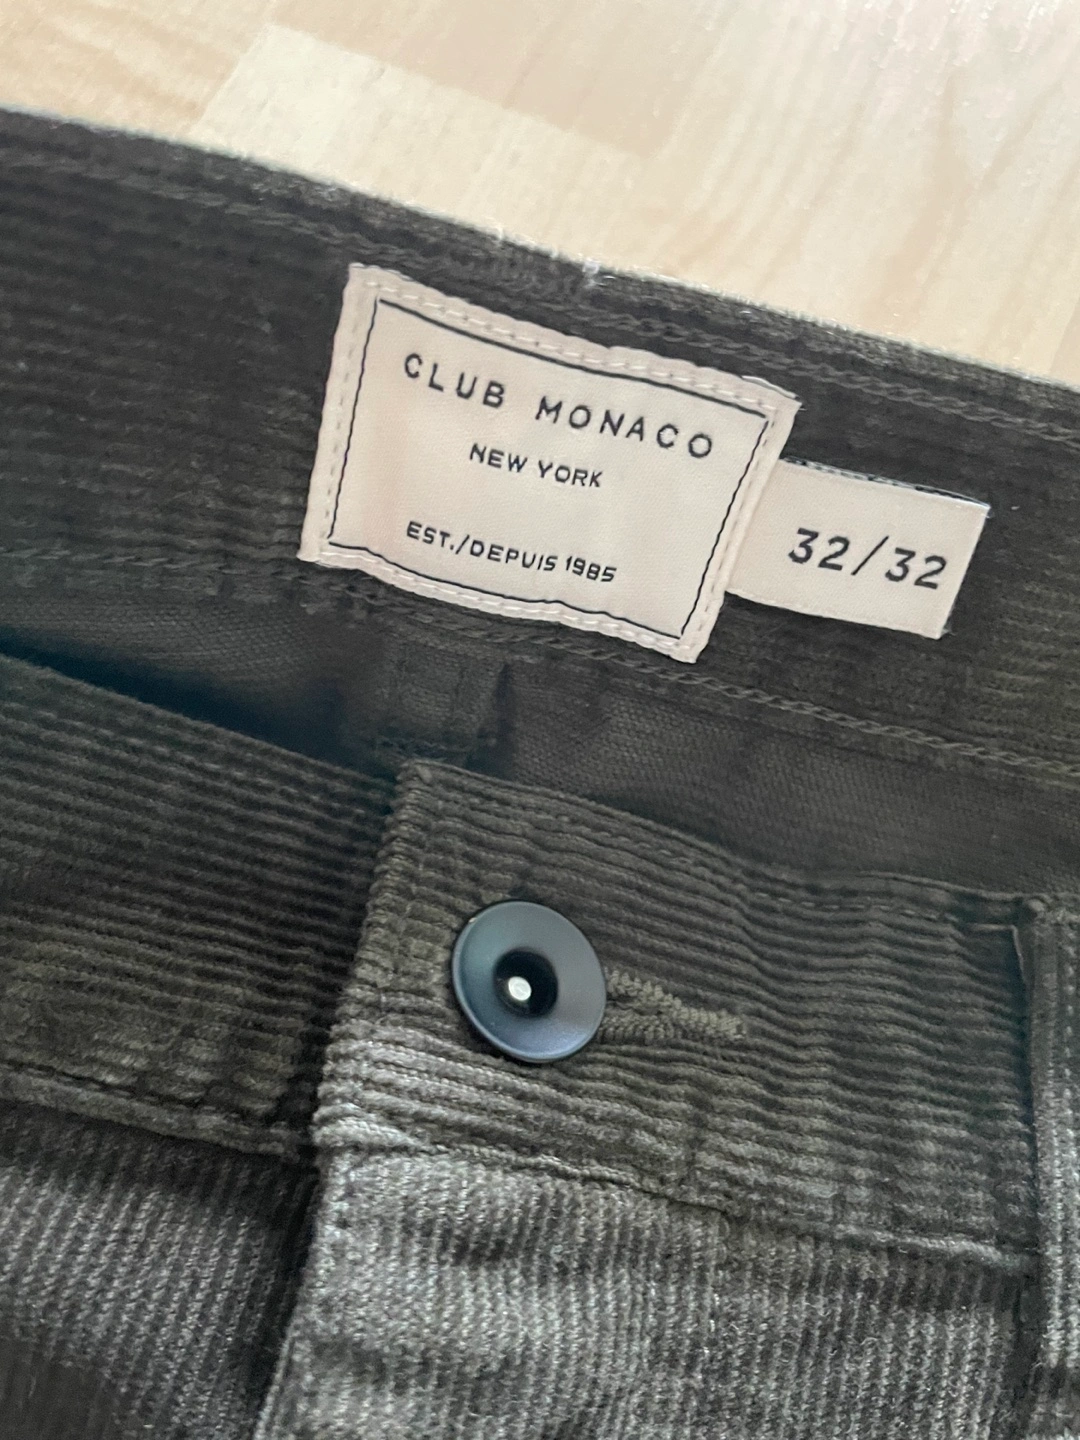 CLUB MONACO
NEW YORK
EST./DEPUIS 1985
32/32